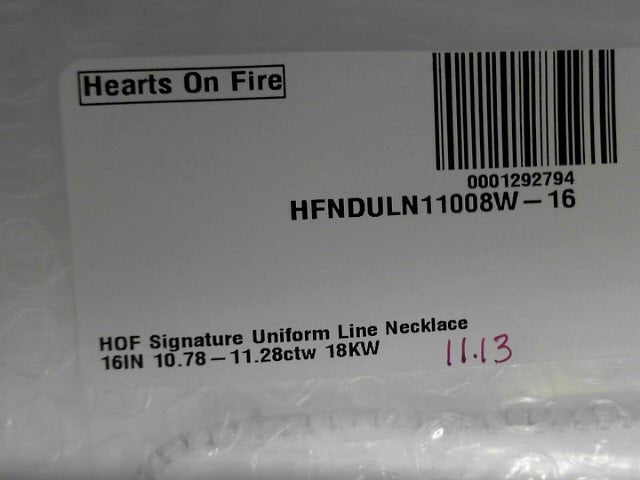 Hearts On Fire
0001292794
HFNDULN11008W-16
HOF Signature Uniform Line Necklace
16IN 10.78-11.28ctw 18KW 11.13